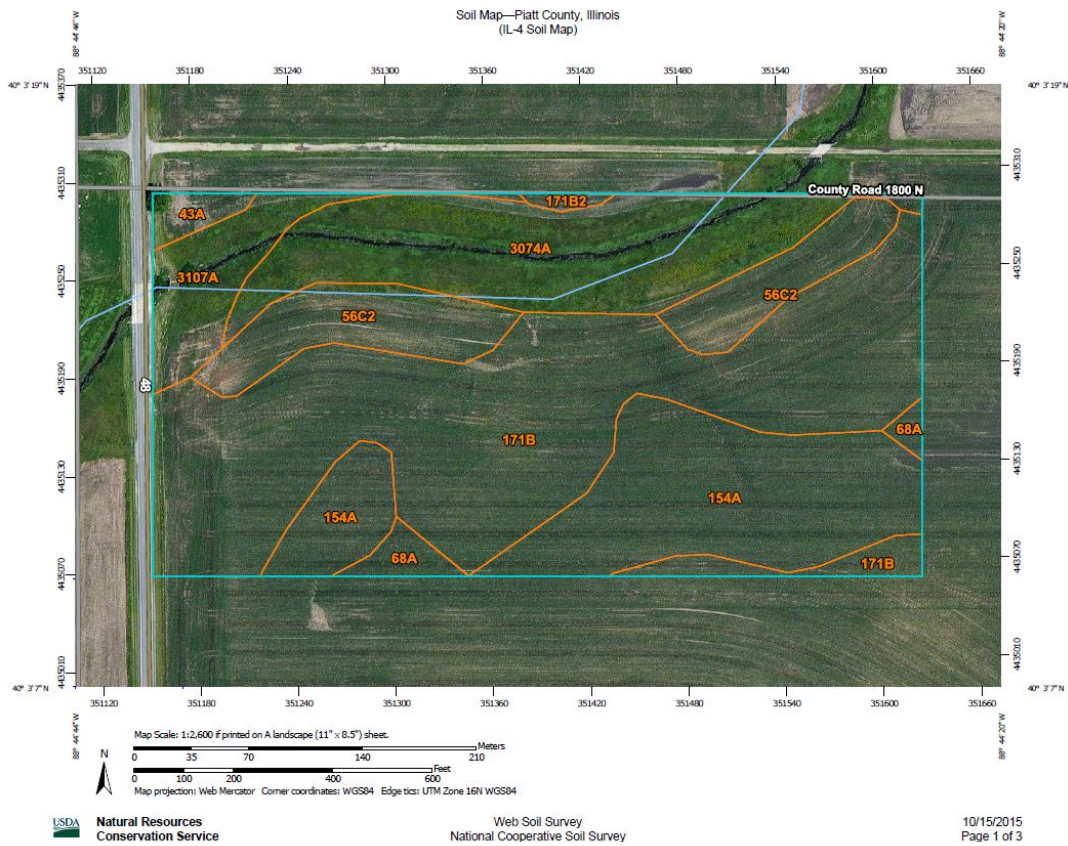 Soil Map—Piatt County, Illinois
(IL-4 Soil Map)
88° 44' 44" W
88° 44' 20" W
351120 351180 351240 351300 351360 351420 351480 351540 351600 351660
40° 3' 19" N
40° 3' 19" N
4435370
4435310
4435310
County Road 1800 N
43A
171B2
3074A
4435250
4435250
3107A
56C2
56C2
4435190
4435190
48
171B
68A
4435130
4435130
154A
154A
68A
171B
4435070
4435070
4435010
4435010
40° 3' 7" N
40° 3' 7" N
351120 351180 351240 351300 351360 351420 351480 351540 351600 351660
88° 44' 44" W
88° 44' 20" W
Map Scale: 1:2,600 if printed on A landscape (11" x 8.5") sheet.
N
Meters
0 35 70 140 210
Feet
0 100 200 400 600
Map projection: Web Mercator Corner coordinates: WGS84 Edge tics: UTM Zone 16N WGS84
USDA
Natural Resources
Conservation Service
Web Soil Survey
National Cooperative Soil Survey
10/15/2015
Page 1 of 3